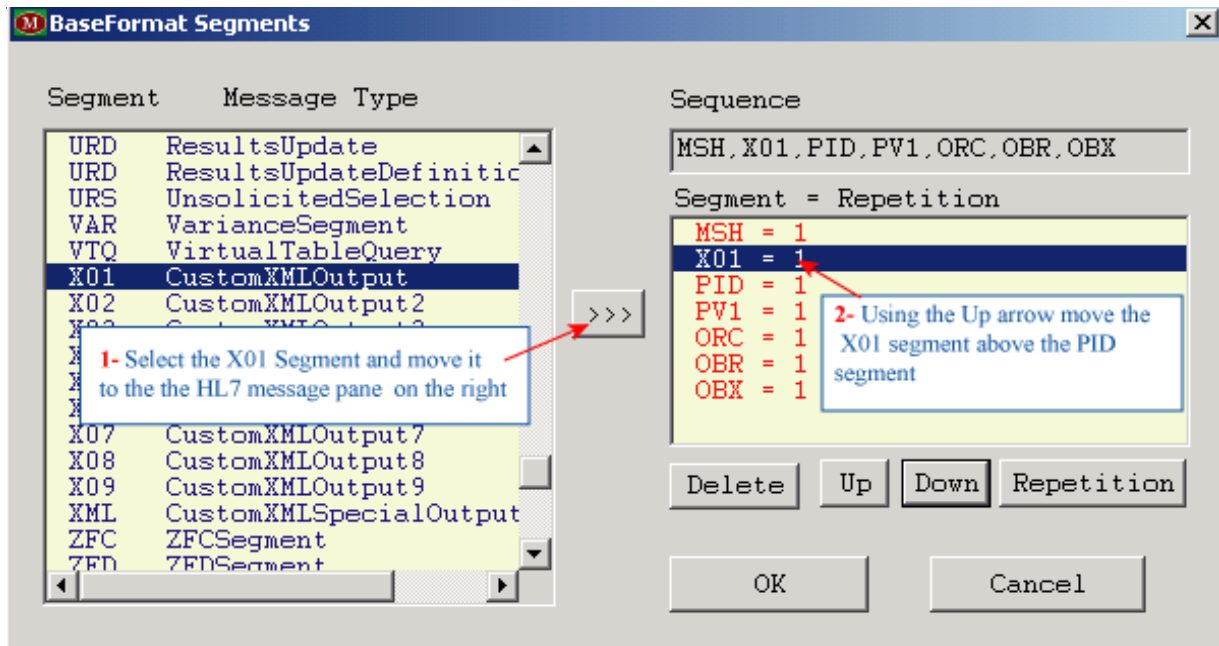 M BaseFormat Segments
Segment Message Type
URD ResultsUpdate
URD ResultsUpdateDefinitic
URS UnsolicitedSelection
VAR VarianceSegment
VTQ VirtualTableQuery
X01 CustomXMLOutput
X02 CustomXMLOutput2
1- Select the X01 Segment and move it
to the the HL7 message pane on the right
X07 CustomXMLOutput7
X08 CustomXMLOutput8
X09 CustomXMLOutput9
XML CustomXMLSpecialOutput
ZFC ZFCSegment
ZFD ZFDSegment
>>>
Sequence
MSH,X01,PID,PV1,ORC,OBR,OBX
Segment = Repetition
MSH = 1
X01 = 1
PID = 1
PV1 = 1
ORC = 1
OBR = 1
OBX = 1
2- Using the Up arrow move the
X01 segment above the PID
segment
Delete Up Down Repetition
OK Cancel